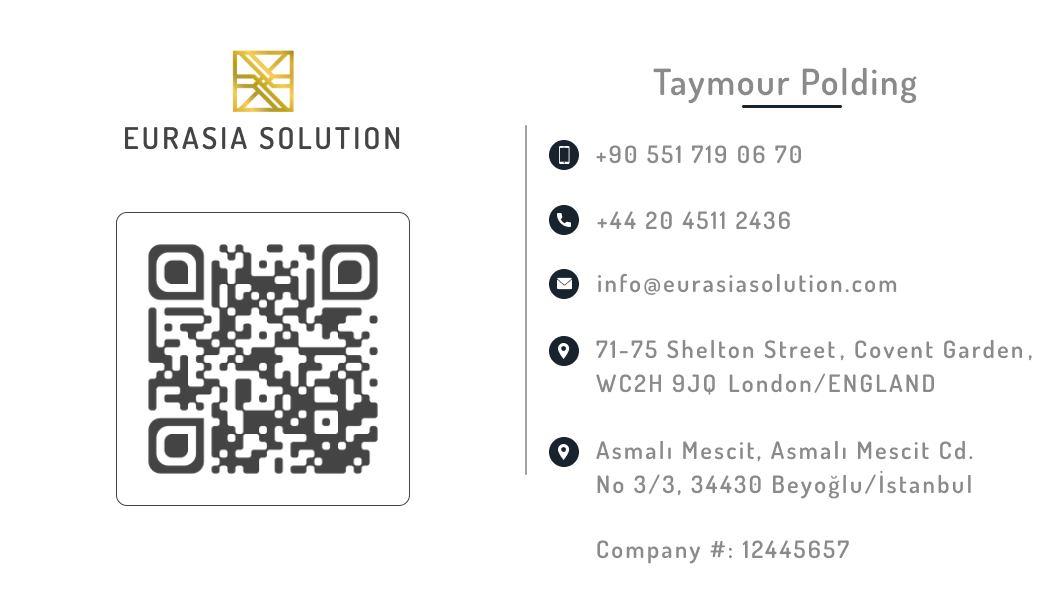 EURASIA SOLUTION
Taymour Polding
+90 551 719 06 70
+44 20 4511 2436
info@eurasiasolution.com
71-75 Shelton Street, Covent Garden,
WC2H 9JQ London/ENGLAND
Asmalı Mescit, Asmalı Mescit Cd.
No 3/3, 34430 Beyoğlu/İstanbul
Company #: 12445657